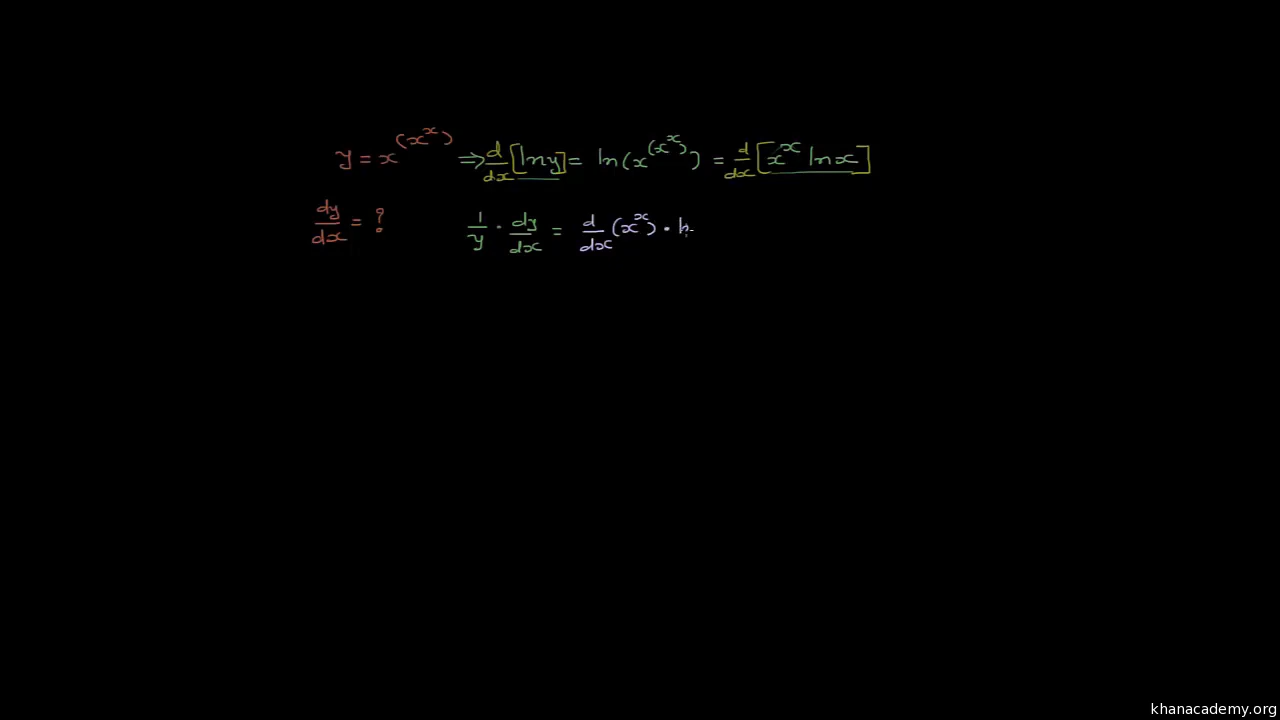 y = x^(x^x) ⇒ d/dx [ln y] = ln(x^(x^x)) = d/dx [x^x ln x]
dy/dx = ? 1/y · dy/dx = d/dx (x^x) ·
khanacademy.org